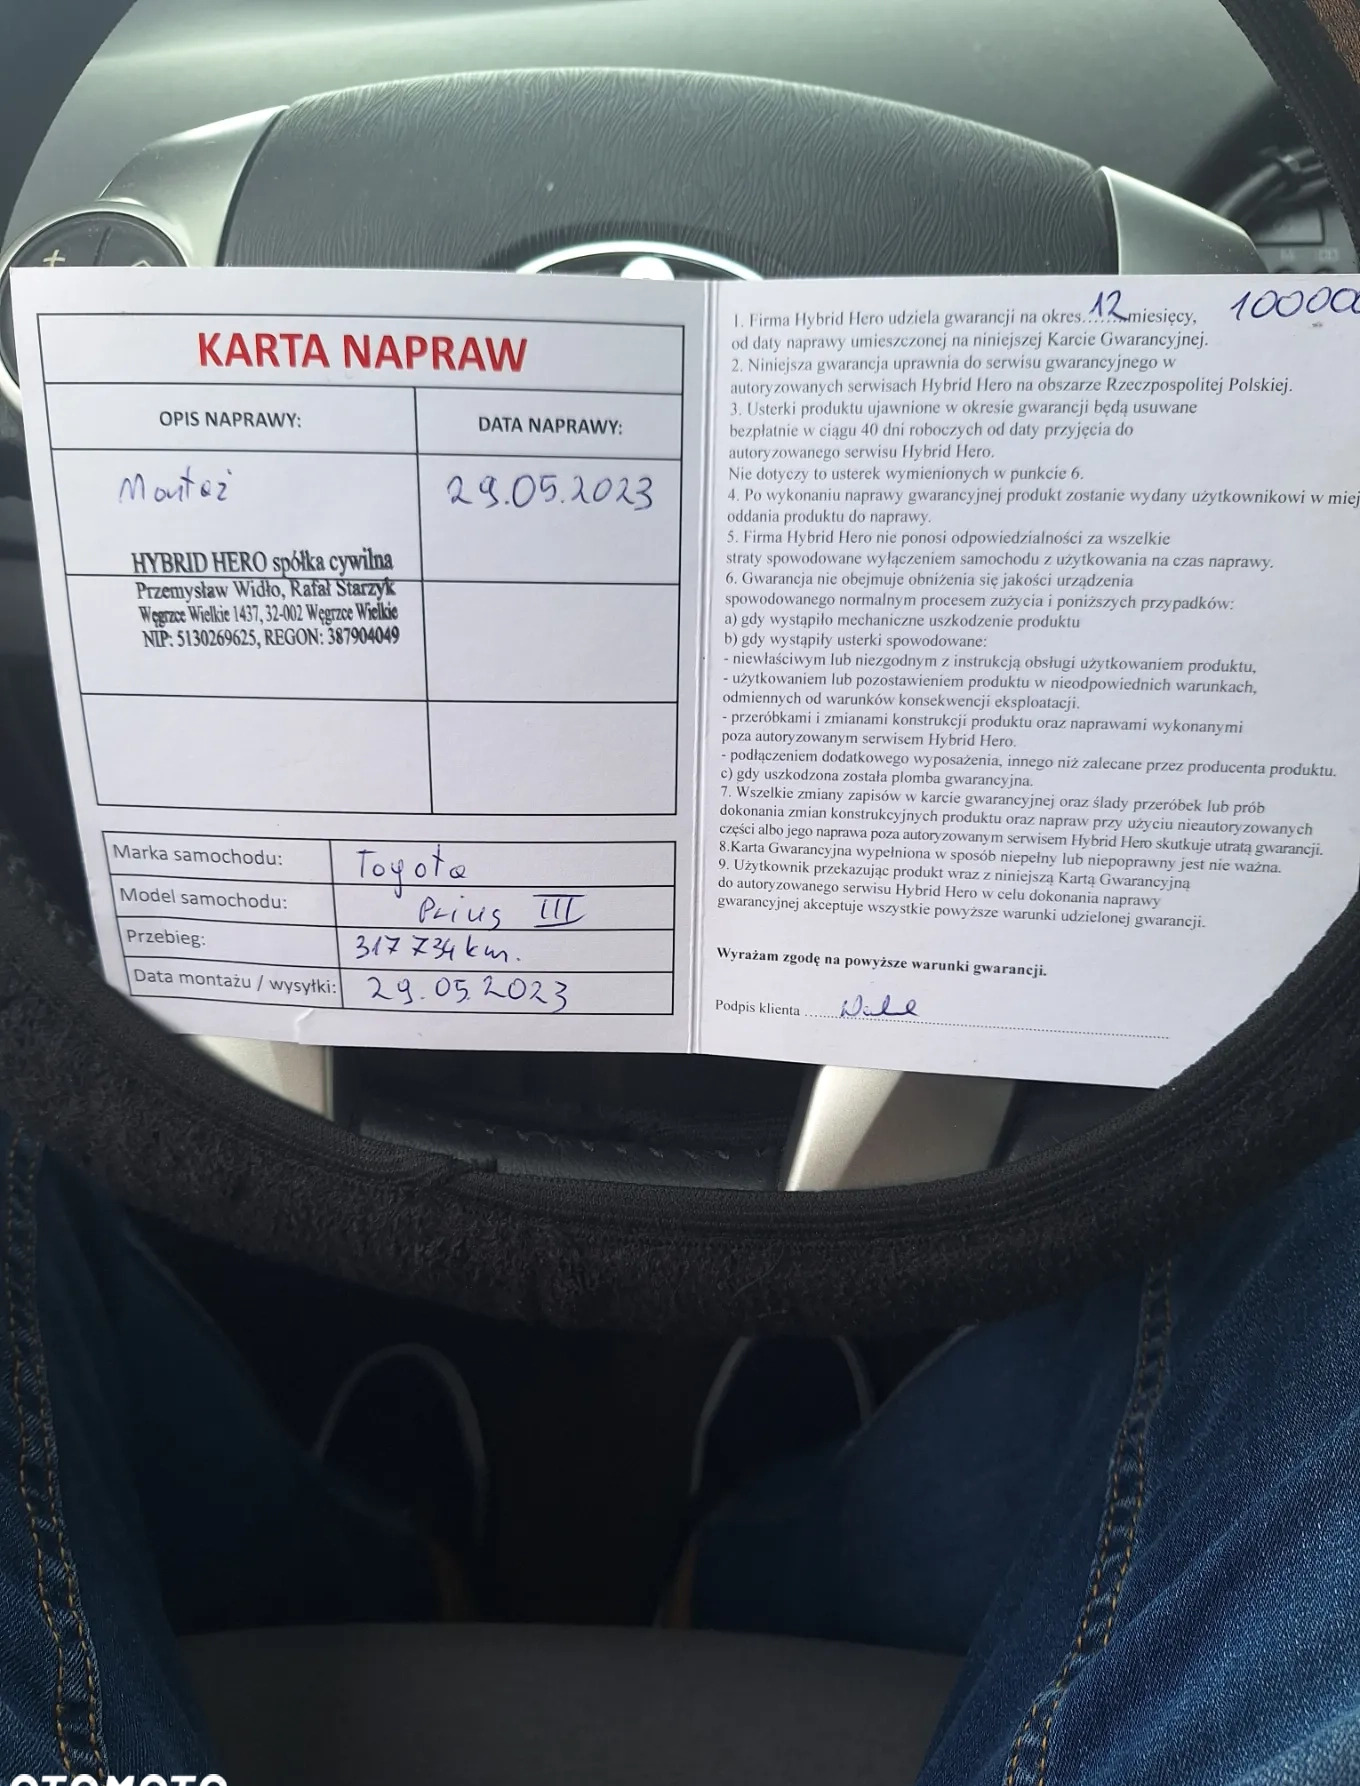 KARTA NAPRAW
OPIS NAPRAWY:
DATA NAPRAWY:
Montaż
29.05.2023
HYBRID HERO spółka cywilna
Przemysław Widło, Rafał Starzyk
Węgrzce Wielkie 1437, 32-002 Węgrzce Wielkie
NIP: 5130269625, REGON: 387904049
Marka samochodu: Toyota
Model samochodu: Prius III
Przebieg: 317 734 km.
Data montażu / wysyłki: 29.05.2023
10000
1. Firma Hybrid Hero udziela gwarancji na okres 12 miesięcy,
od daty naprawy umieszczonej na niniejszej Karcie Gwarancyjnej.
2. Niniejsza gwarancja uprawnia do serwisu gwarancyjnego w
autoryzowanych serwisach Hybrid Hero na obszarze Rzeczpospolitej Polskiej.
3. Usterki produktu ujawnione w okresie gwarancji będą usuwane
bezpłatnie w ciągu 40 dni roboczych od daty przyjęcia do
autoryzowanego serwisu Hybrid Hero.
Nie dotyczy to usterek wymienionych w punkcie 6.
4. Po wykonaniu naprawy gwarancyjnej produkt zostanie wydany użytkownikowi w miej
oddania produktu do naprawy.
5. Firma Hybrid Hero nie ponosi odpowiedzialności za wszelkie
straty spowodowane wyłączeniem samochodu z użytkowania na czas naprawy.
6. Gwarancja nie obejmuje obniżenia się jakości urządzenia
spowodowanego normalnym procesem zużycia i poniższych przypadków:
a) gdy wystąpiło mechaniczne uszkodzenie produktu
b) gdy wystąpiły usterki spowodowane:
- niewłaściwym lub niezgodnym z instrukcją obsługi użytkowaniem produktu,
- użytkowaniem lub pozostawieniem produktu w nieodpowiednich warunkach,
odmiennych od warunków konsekwencji eksploatacji.
- przeróbkami i zmianami konstrukcji produktu oraz naprawami wykonanymi
poza autoryzowanym serwisem Hybrid Hero.
- podłączeniem dodatkowego wyposażenia, innego niż zalecane przez producenta produktu.
c) gdy uszkodzona została plomba gwarancyjna.
7. Wszelkie zmiany zapisów w karcie gwarancyjnej oraz ślady przeróbek lub prób
dokonania zmian konstrukcyjnych produktu oraz napraw przy użyciu nieautoryzowanych
części albo jego naprawa poza autoryzowanym serwisem Hybrid Hero skutkuje utratą gwarancji.
8.Karta Gwarancyjna wypełniona w sposób niepełny lub niepoprawny jest nie ważna.
9. Użytkownik przekazując produkt wraz z niniejszą Kartą Gwarancyjną
do autoryzowanego serwisu Hybrid Hero w celu dokonania naprawy
gwarancyjnej akceptuje wszystkie powyższe warunki udzielonej gwarancji.
Wyrażam zgodę na powyższe warunki gwarancji.
Podpis klienta
OTOMOTO